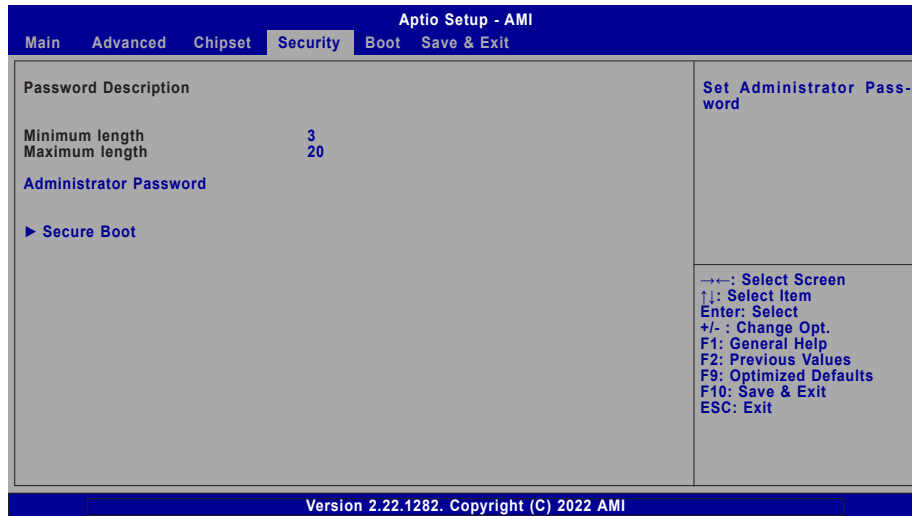 Aptio Setup - AMI
Main Advanced Chipset Security Boot Save & Exit
Password Description
Minimum length 3
Maximum length 20
Administrator Password
► Secure Boot
Set Administrator Pass-
word
→←: Select Screen
↑↓: Select Item
Enter: Select
+/- : Change Opt.
F1: General Help
F2: Previous Values
F9: Optimized Defaults
F10: Save & Exit
ESC: Exit
Version 2.22.1282. Copyright (C) 2022 AMI